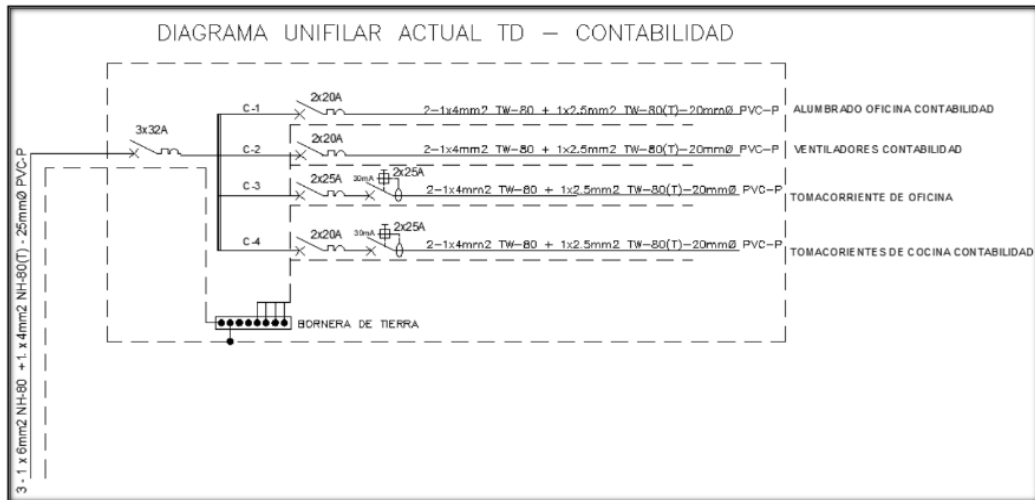 DIAGRAMA UNIFILAR ACTUAL TD – CONTABILIDAD
3x32A
C-1
2x20A
2-1x4mm2 TW-80 + 1x2.5mm2 TW-80(T)-20mmØ PVC-P
ALUMBRADO OFICINA CONTABILIDAD
C-2
2x20A
2-1x4mm2 TW-80 + 1x2.5mm2 TW-80(T)-20mmØ PVC-P
VENTILADORES CONTABILIDAD
C-3
2x25A
30mA
2x25A
2-1x4mm2 TW-80 + 1x2.5mm2 TW-80(T)-20mmØ PVC-P
TOMACORRIENTE DE OFICINA
C-4
2x20A
30mA
2x25A
2-1x4mm2 TW-80 + 1x2.5mm2 TW-80(T)-20mmØ PVC-P
TOMACORIENTES DE COCINA CONTABILIDAD
BORNERA DE TIERRA
3 - 1 x 6mm2 NH-80 + 1 x 4mm2 NH-80(T) - 25mmØ PVC-P